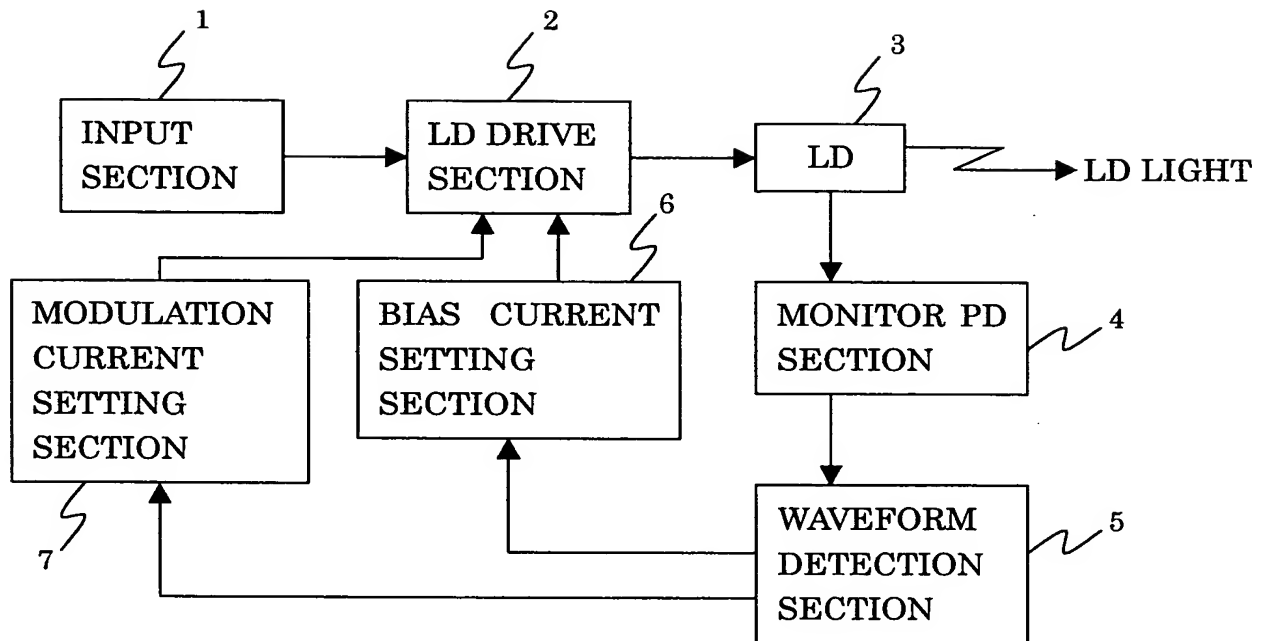 1
2
3
INPUT
SECTION
LD DRIVE
SECTION
LD
LD LIGHT
6
MODULATION
CURRENT
SETTING
SECTION
BIAS CURRENT
SETTING
SECTION
MONITOR PD
SECTION
4
7
WAVEFORM
DETECTION
SECTION
5